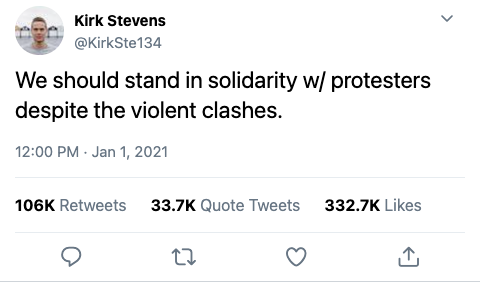 Kirk Stevens
@KirkSte134
We should stand in solidarity w/ protesters
despite the violent clashes.
12:00 PM · Jan 1, 2021
106K Retweets 33.7K Quote Tweets 332.7K Likes